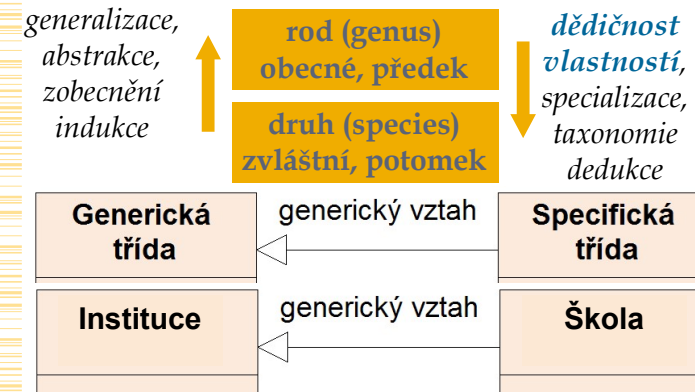 generalizace,
abstrakce,
zobecnění
indukce
rod (genus)
obecné, předek
druh (species)
zvláštní, potomek
dědičnost
vlastností,
specializace,
taxonomie
dedukce
Generická
třída
generický vztah
Specifická
třída
Instituce
generický vztah
Škola